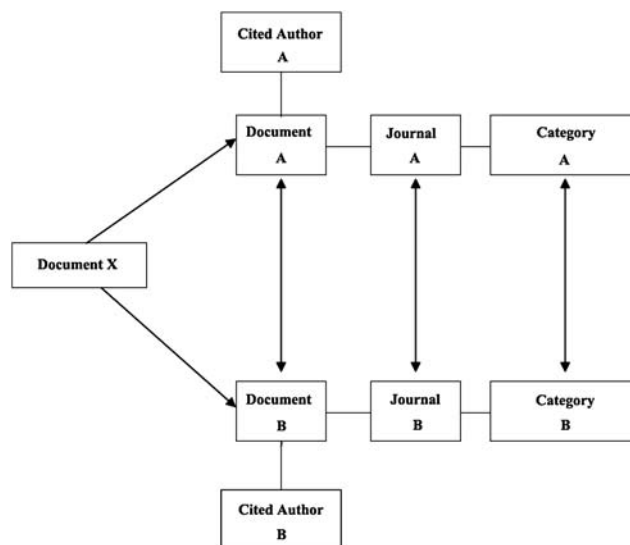 Cited Author
A
Document
A
Journal
A
Category
A
Document X
Document
B
Journal
B
Category
B
Cited Author
B